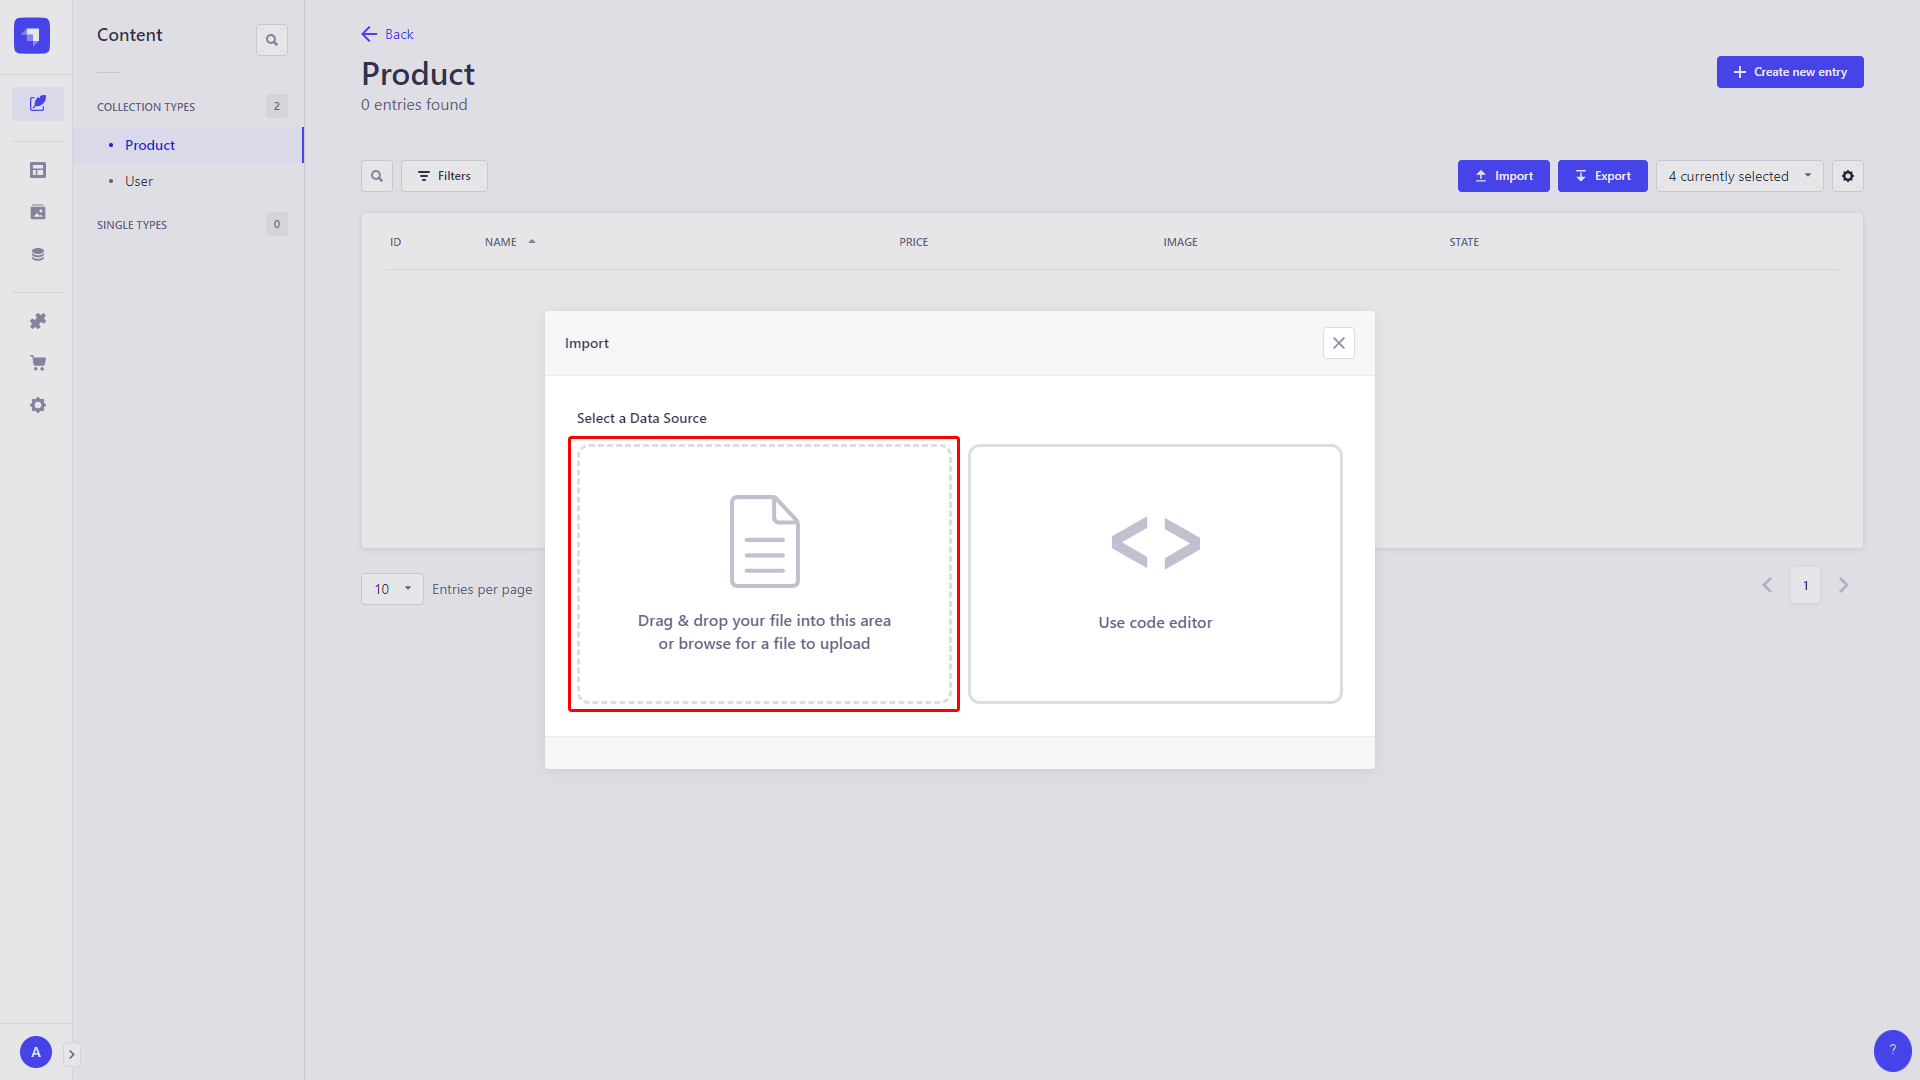 Content
COLLECTION TYPES 2
Product
User
SINGLE TYPES 0
A
Back
Product
0 entries found
Create new entry
Filters
Import
Export
4 currently selected
ID NAME PRICE IMAGE STATE
Import
Select a Data Source
Drag & drop your file into this area
or browse for a file to upload
Use code editor
10 Entries per page
1
?